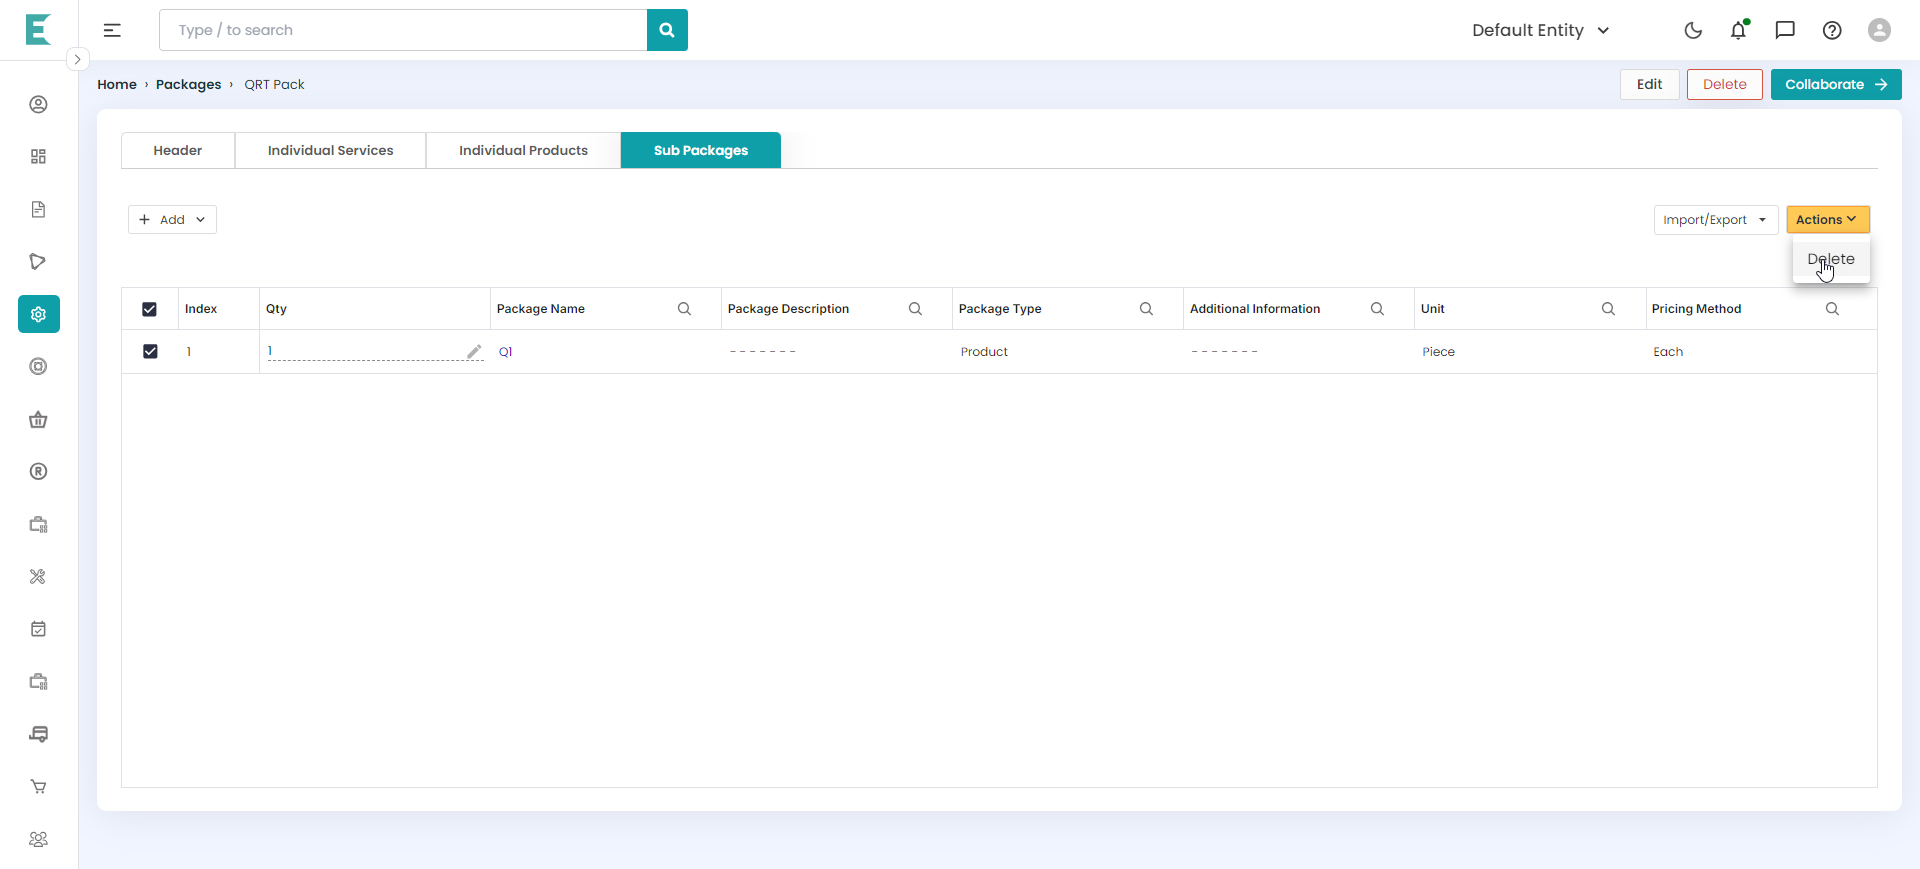 Type / to search
Default Entity
Home › Packages › QRT Pack
Edit
Delete
Collaborate
Header
Individual Services
Individual Products
Sub Packages
Add
Import/Export
Actions
Delete
Index
Qty
Package Name
Package Description
Package Type
Additional Information
Unit
Pricing Method
1
1
Q1
-------
Product
-------
Piece
Each